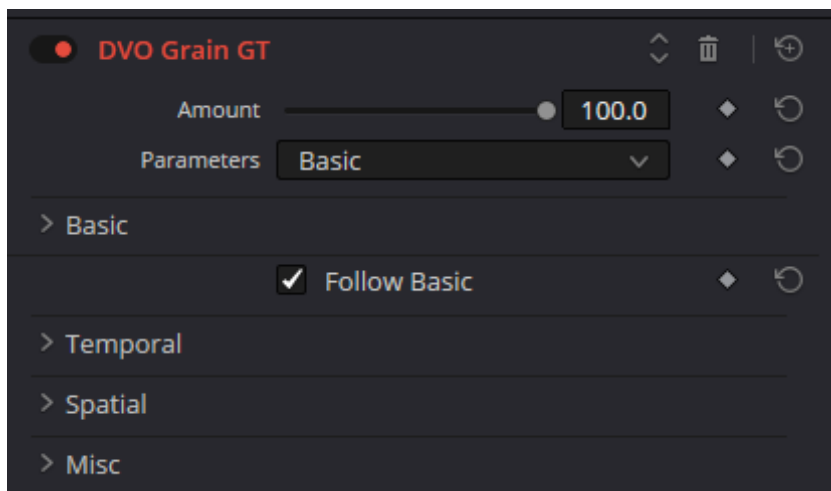 DVO Grain GT
Amount 100.0
Parameters Basic
Basic
Follow Basic
Temporal
Spatial
Misc